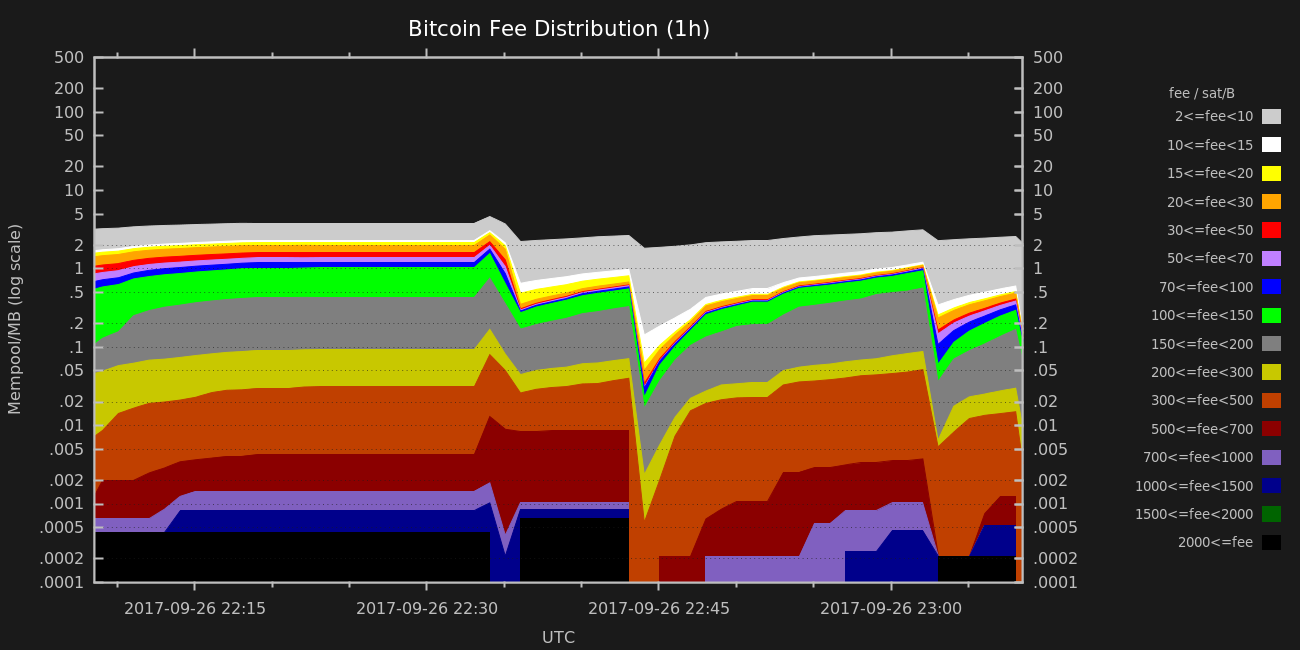 Bitcoin Fee Distribution (1h)
500
200
100
50
20
10
5
2
1
.5
.2
.1
.05
.02
.01
.005
.002
.001
.0005
.0002
.0001
Mempool/MB (log scale)
500
200
100
50
20
10
5
2
1
.5
.2
.1
.05
.02
.01
.005
.002
.001
.0005
.0002
.0001
2017-09-26 22:15
2017-09-26 22:30
2017-09-26 22:45
2017-09-26 23:00
UTC
fee / sat/B
2<=fee<10
10<=fee<15
15<=fee<20
20<=fee<30
30<=fee<50
50<=fee<70
70<=fee<100
100<=fee<150
150<=fee<200
200<=fee<300
300<=fee<500
500<=fee<700
700<=fee<1000
1000<=fee<1500
1500<=fee<2000
2000<=fee